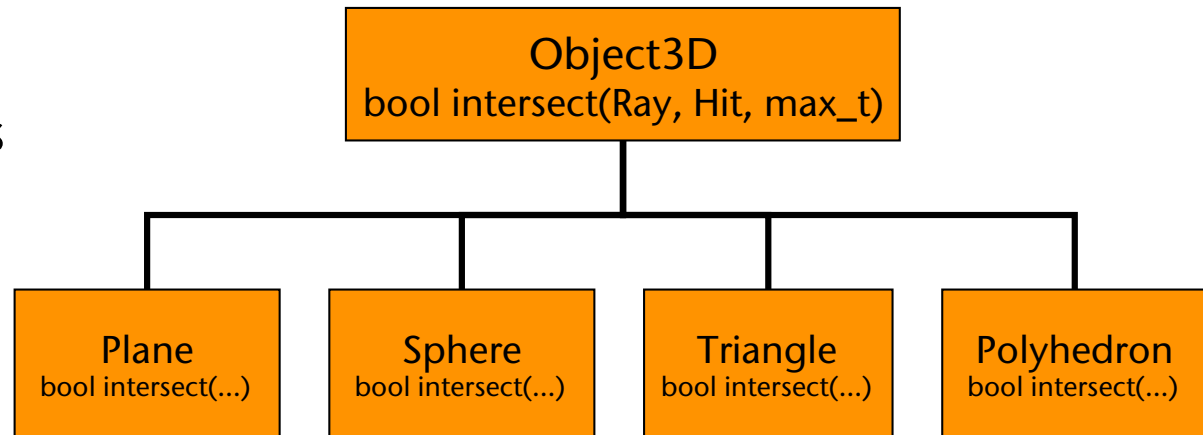 Object3D
bool intersect(Ray, Hit, max_t)
s
Plane
bool intersect(...)
Sphere
bool intersect(...)
Triangle
bool intersect(...)
Polyhedron
bool intersect(...)